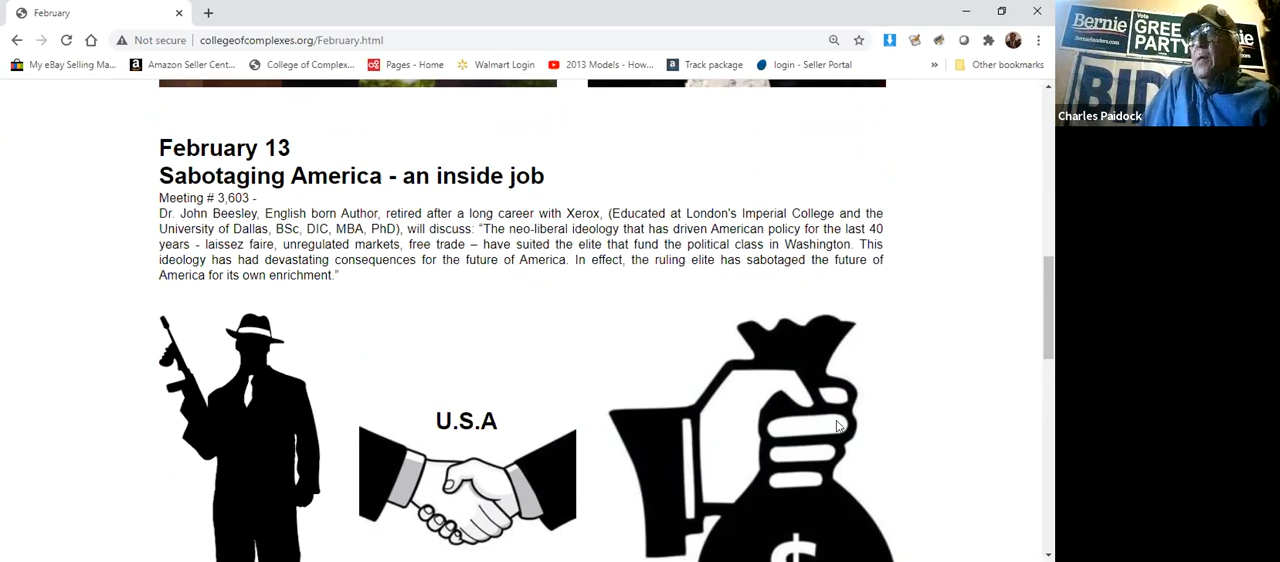 February
Not secure | collegeofcomplexes.org/February.html
My eBay Selling Ma... Amazon Seller Cent... College of Complex... Pages - Home Walmart Login 2013 Models - How... Track package login - Seller Portal » Other bookmarks
February 13
Sabotaging America - an inside job
Meeting # 3,603 -
Dr. John Beesley, English born Author, retired after a long career with Xerox, (Educated at London's Imperial College and the
University of Dallas, BSc, DIC, MBA, PhD), will discuss: “The neo-liberal ideology that has driven American policy for the last 40
years - laissez faire, unregulated markets, free trade – have suited the elite that fund the political class in Washington. This
ideology has had devastating consequences for the future of America. In effect, the ruling elite has sabotaged the future of
America for its own enrichment.”
U.S.A
$
Bernie
Vote
GREE
PARTY
ie
BID
Charles Paidock